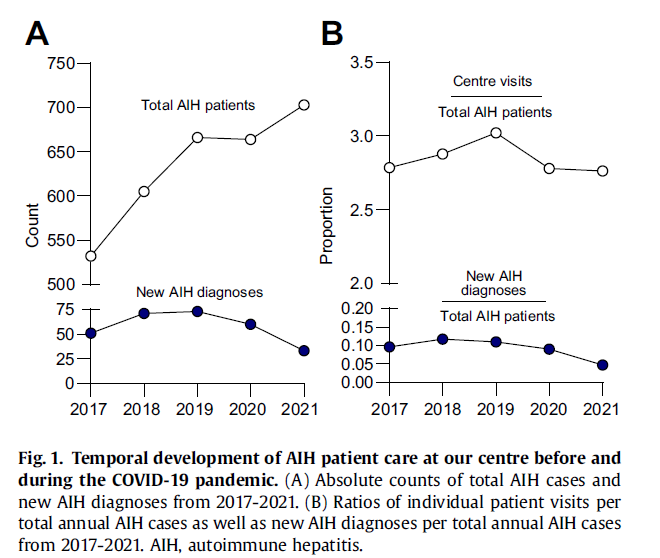 A
750
700
650
600
550
500
75
50
25
0
Count
Total AIH patients
New AIH diagnoses
2017 2018 2019 2020 2021
B
3.5
3.0
2.5
2.0
0.20
0.15
0.10
0.05
0.00
Proportion
Centre visits
Total AIH patients
New AIH
diagnoses
Total AIH patients
2017 2018 2019 2020 2021
Fig. 1. Temporal development of AIH patient care at our centre before and
during the COVID-19 pandemic. (A) Absolute counts of total AIH cases and
new AIH diagnoses from 2017-2021. (B) Ratios of individual patient visits per
total annual AIH cases as well as new AIH diagnoses per total annual AIH cases
from 2017-2021. AIH, autoimmune hepatitis.